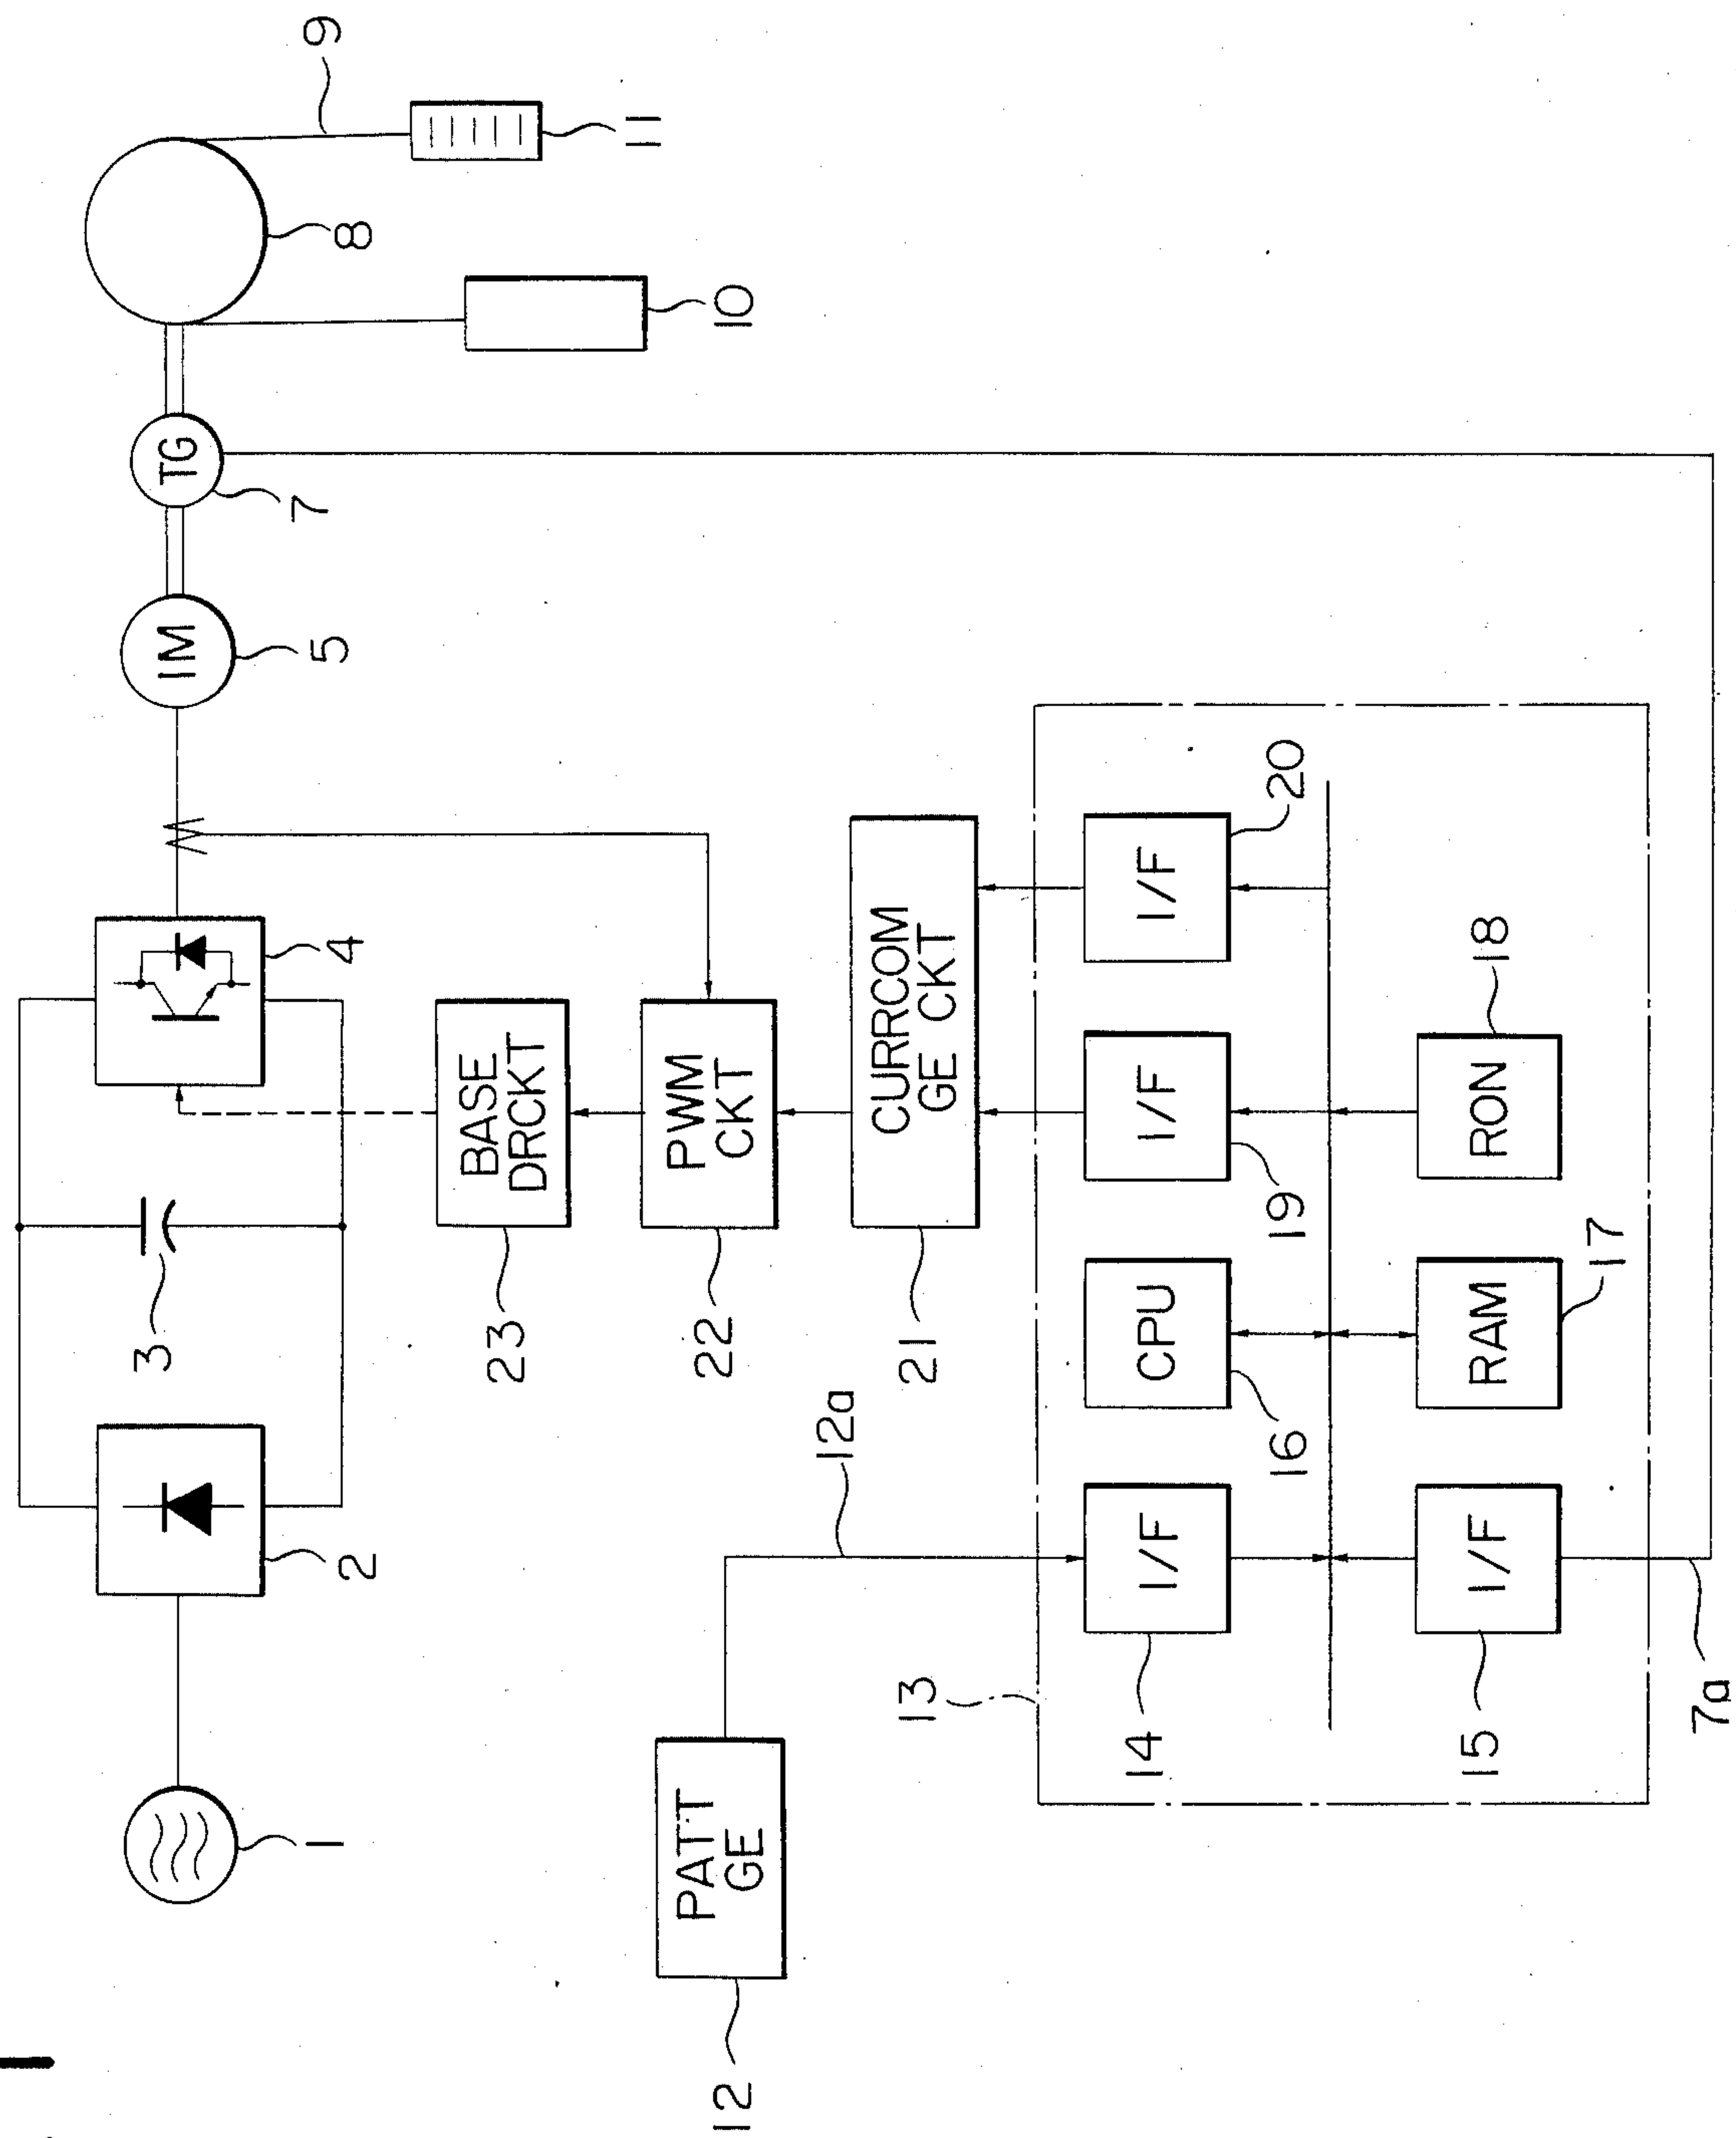 1
2
3
4
IM
5
TG
7
8
9
10
11
PATT
GE
12
12a
BASE
DRCKT
23
PWM
CKT
22
CURRCOM
GE CKT
21
13
I/F
14
CPU
16
I/F
19
I/F
20
I/F
15
RAM
17
RON
18
7a